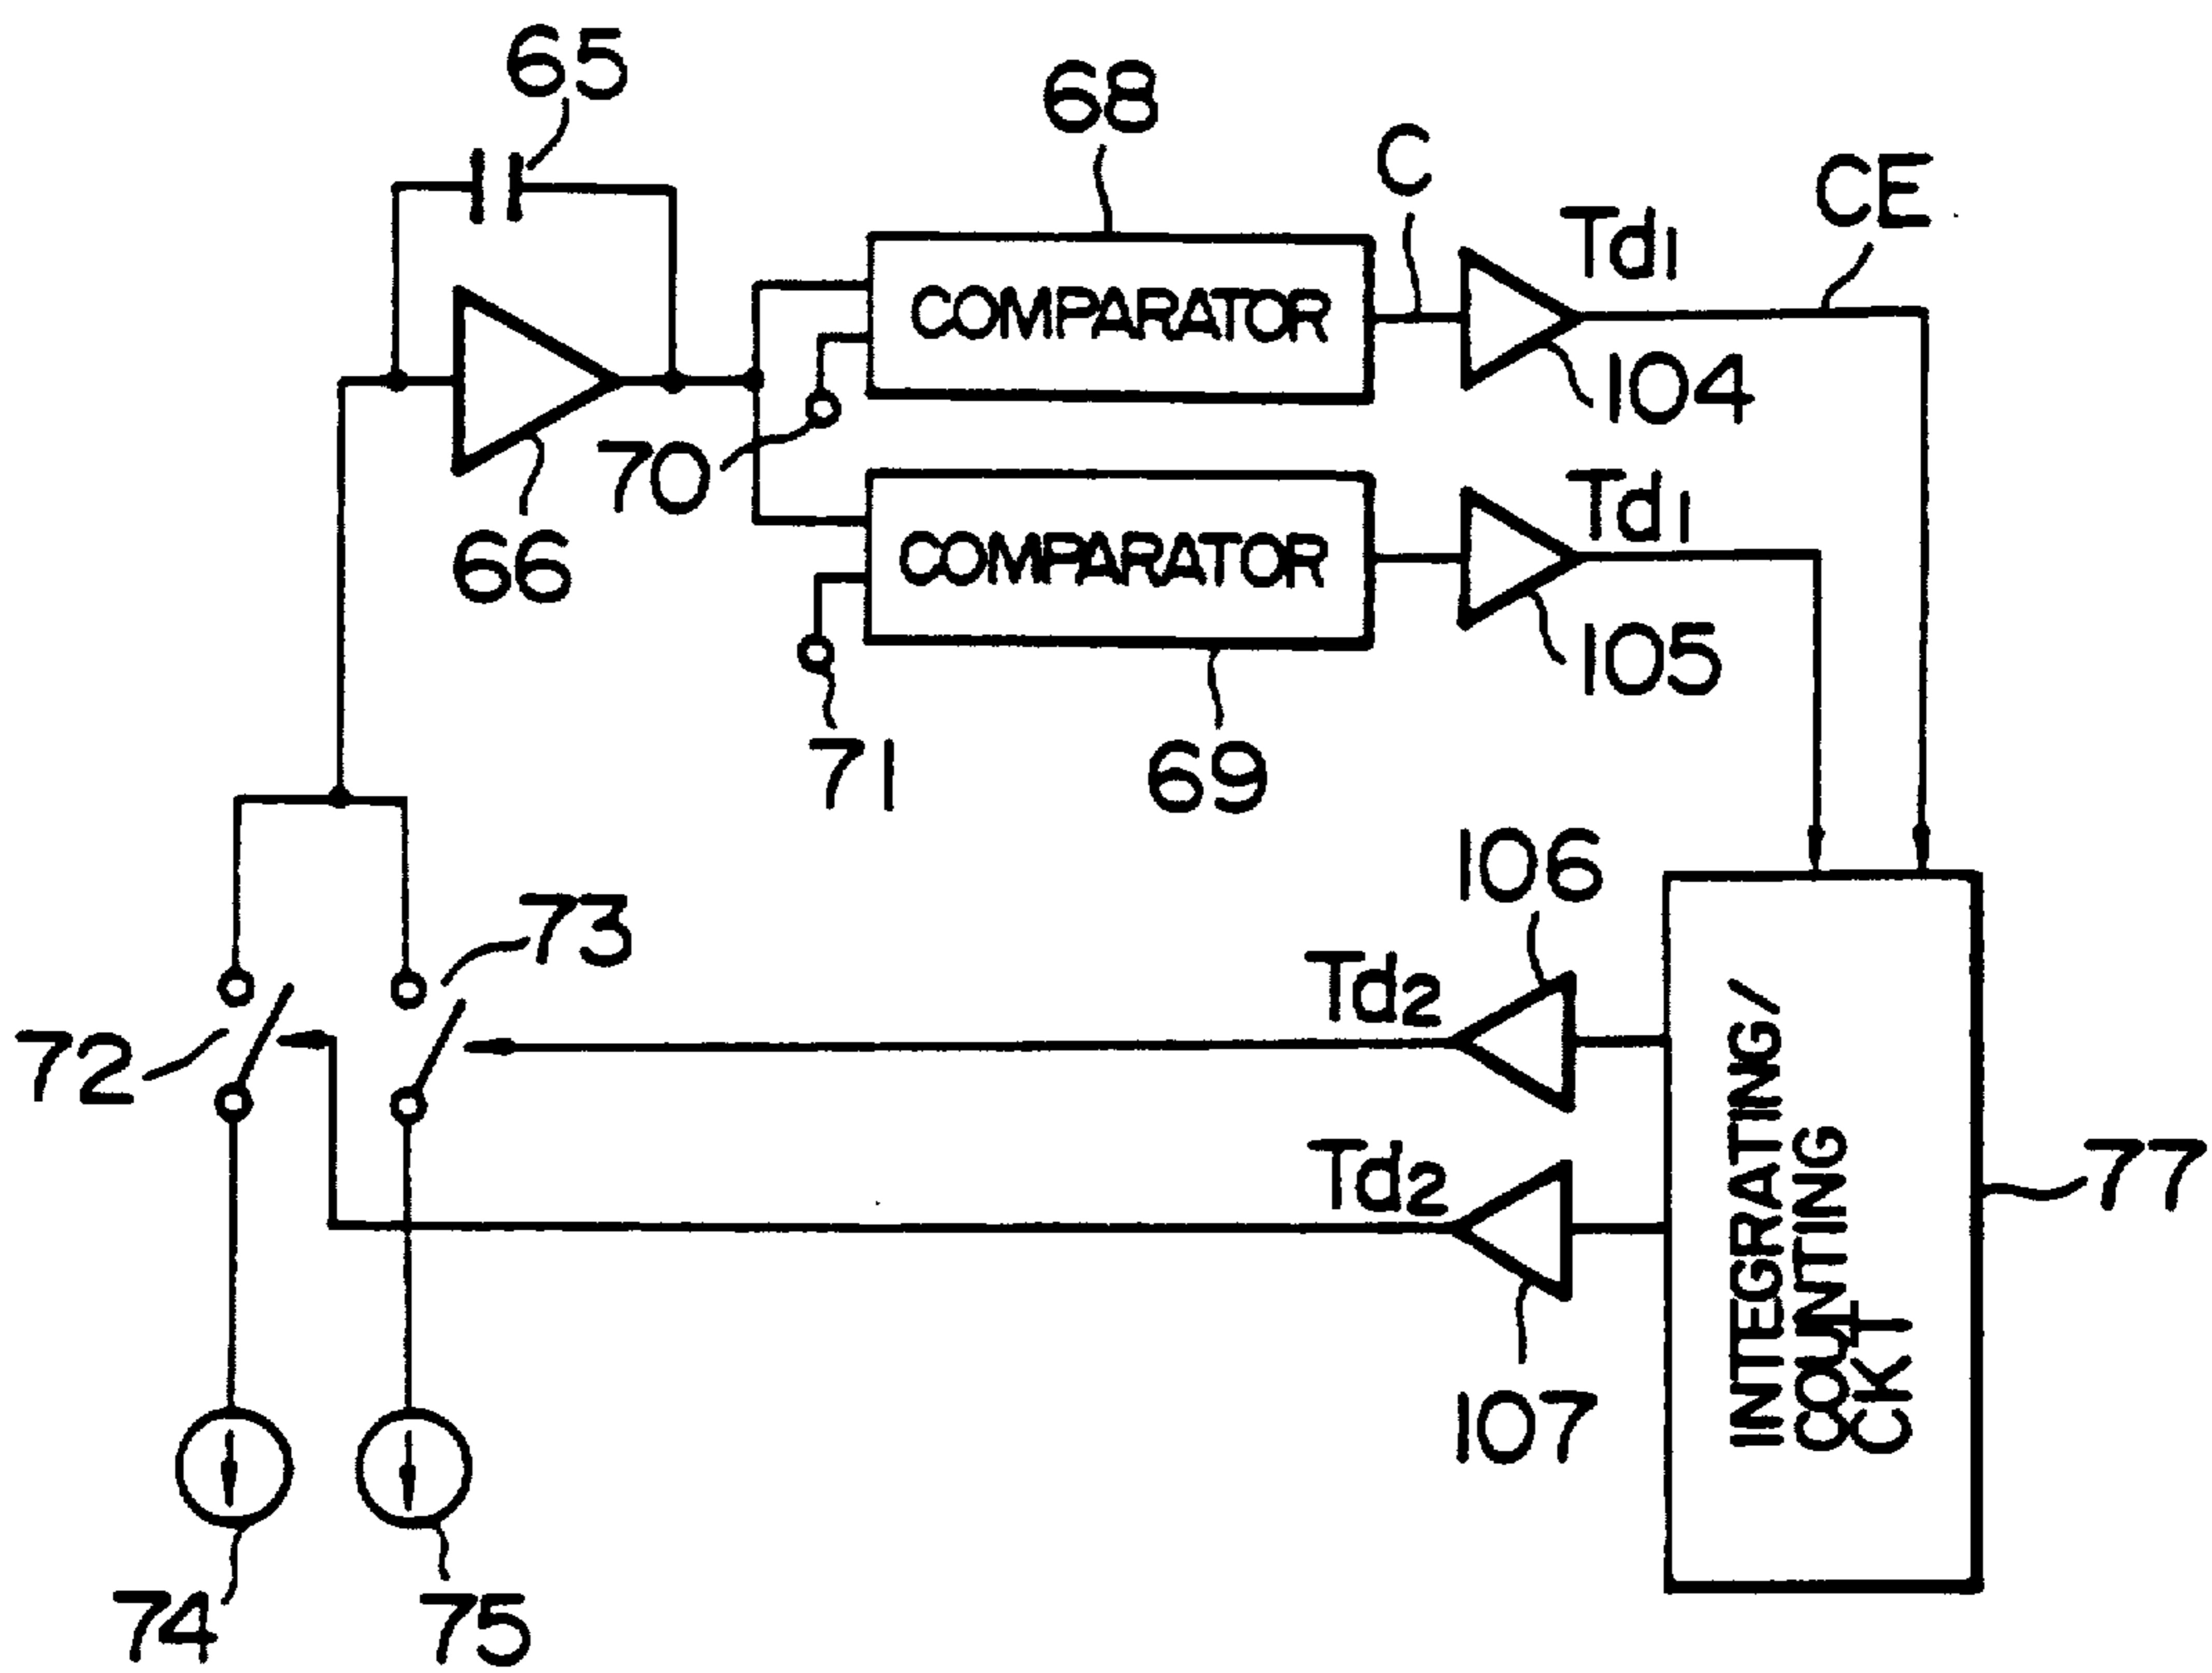 65
68
C
CE
Td1
COMPARATOR
104
70
66
Td1
COMPARATOR
105
71
69
106
73
Td2
72
Td2
INTEGRATING/
COUNTING
CKT
77
107
74
75